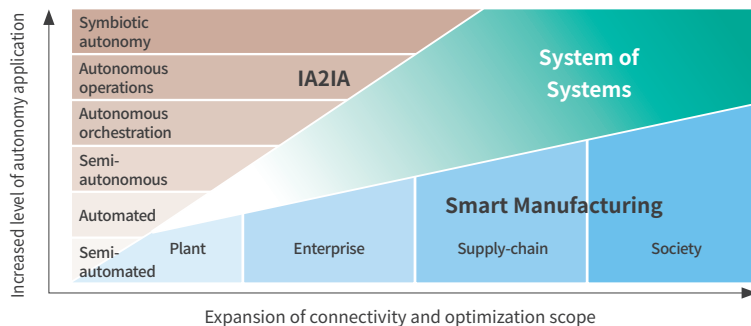 Increased level of autonomy application
Symbiotic
autonomy
Autonomous
operations
IA2IA
Autonomous
orchestration
Semi-
autonomous
Automated
Semi-
automated
System of
Systems
Smart Manufacturing
Plant
Enterprise
Supply-chain
Society
Expansion of connectivity and optimization scope